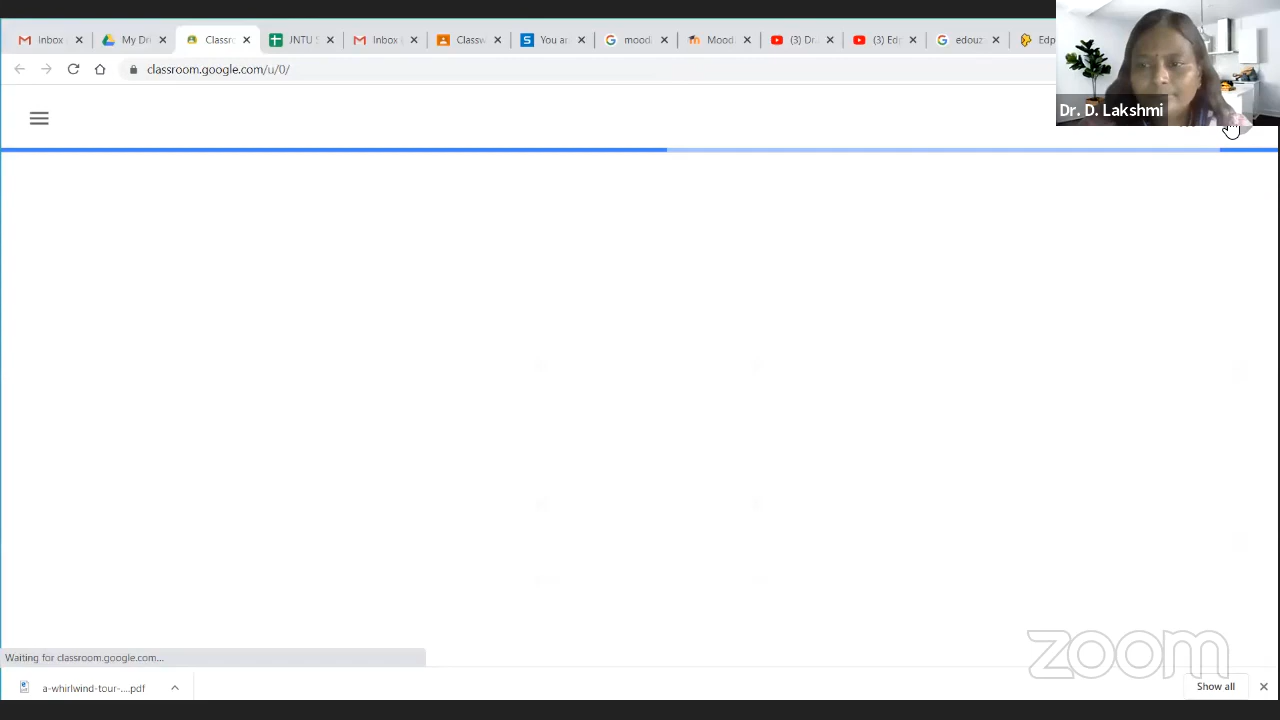 Inbox
My Dr
Classr
JNTU S
Inbox
Classw
You ar
mood
Mood
(3) Dr
(3) Ed
edouz
Edp
classroom.google.com/u/0/
Dr. D. Lakshmi
zoom
Waiting for classroom.google.com...
a-whirlwind-tour-....pdf
Show all